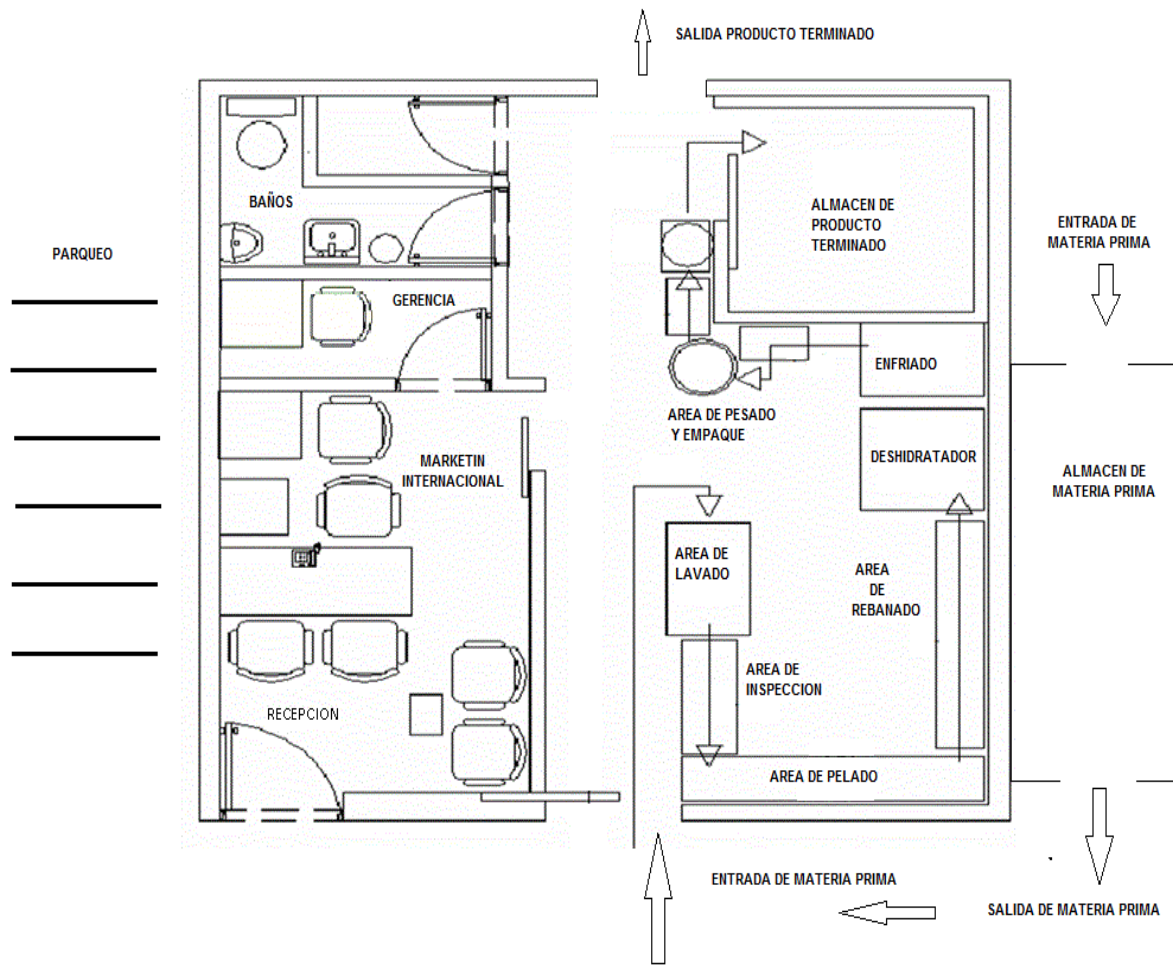 SALIDA PRODUCTO TERMINADO
BAÑOS
ALMACEN DE
PRODUCTO
TERMINADO
ENTRADA DE
MATERIA PRIMA
PARQUEO
GERENCIA
ENFRIADO
AREA DE PESADO
Y EMPAQUE
MARKETIN
INTERNACIONAL
DESHIDRATADOR
ALMACEN DE
MATERIA PRIMA
AREA DE
LAVADO
AREA
DE
REBANADO
AREA DE
INSPECCION
RECEPCION
AREA DE PELADO
ENTRADA DE MATERIA PRIMA
SALIDA DE MATERIA PRIMA